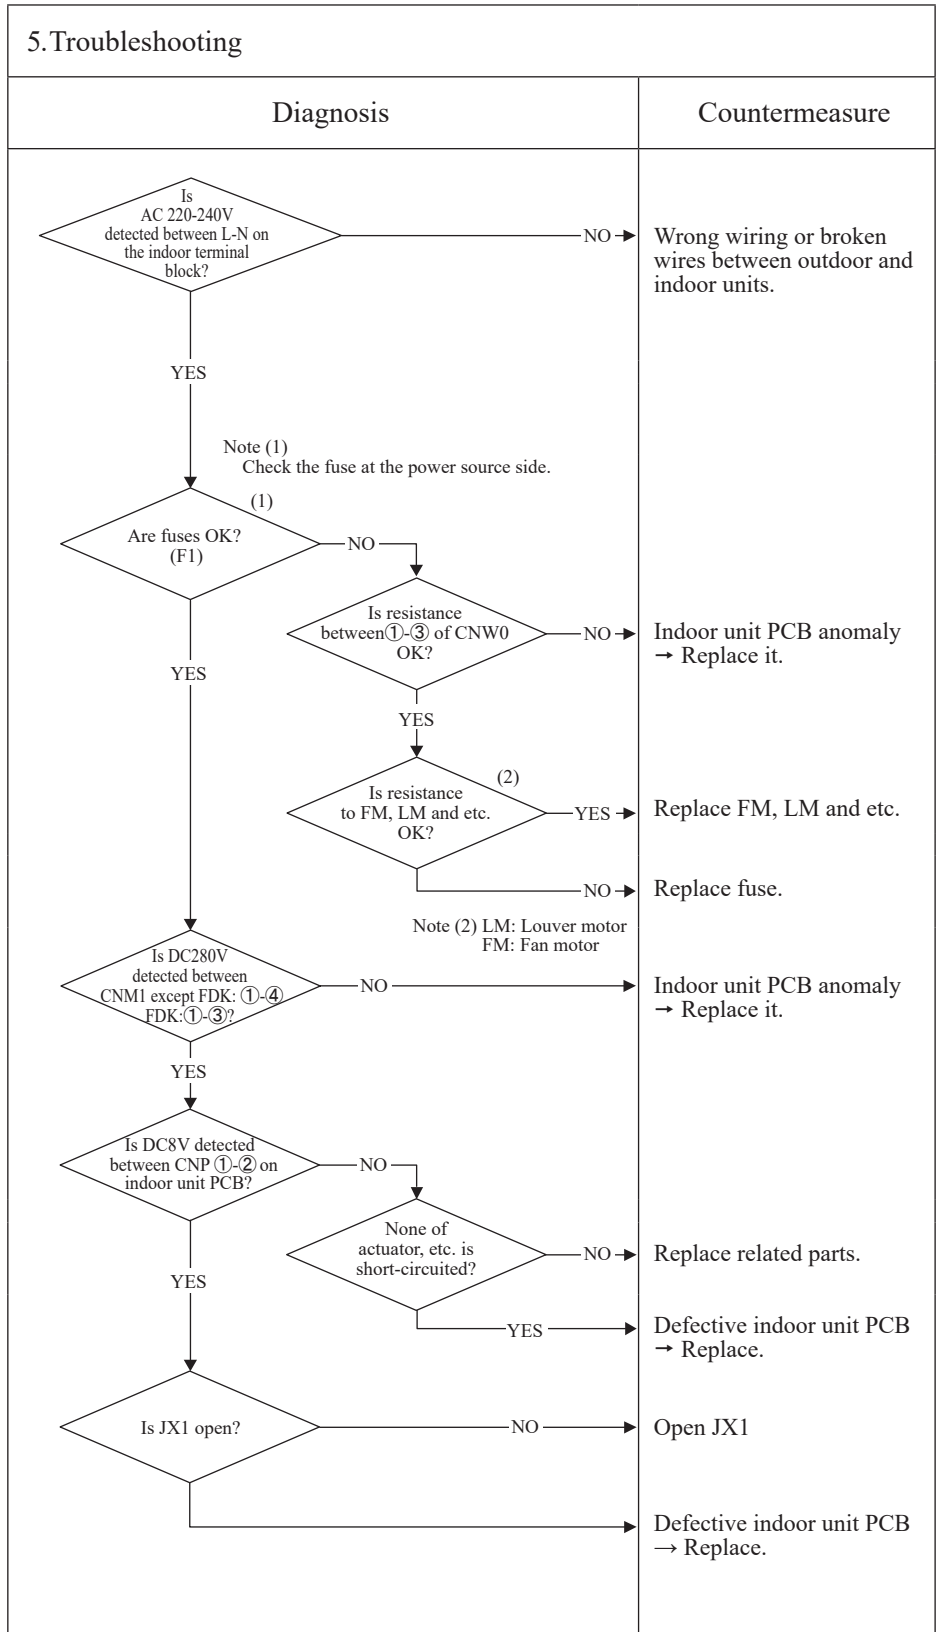 5. Troubleshooting
Diagnosis
Countermeasure
Is
AC 220-240V
detected between L-N on
the indoor terminal
block?
NO
Wrong wiring or broken
wires between outdoor and
indoor units.
YES
Note (1)
Check the fuse at the power source side.
(1)
Are fuses OK?
(F1)
NO
Is resistance
between①-③ of CNW0
OK?
NO
Indoor unit PCB anomaly
→ Replace it.
YES
YES
(2)
Is resistance
to FM, LM and etc.
OK?
YES
Replace FM, LM and etc.
NO
Replace fuse.
Note (2) LM: Louver motor
FM: Fan motor
Is DC280V
detected between
CNM1 except FDK: ①-④
FDK:①-③?
NO
Indoor unit PCB anomaly
→ Replace it.
YES
Is DC8V detected
between CNP ①-② on
indoor unit PCB?
NO
None of
actuator, etc. is
short-circuited?
NO
Replace related parts.
YES
YES
Defective indoor unit PCB
→ Replace.
Is JX1 open?
NO
Open JX1
Defective indoor unit PCB
→ Replace.